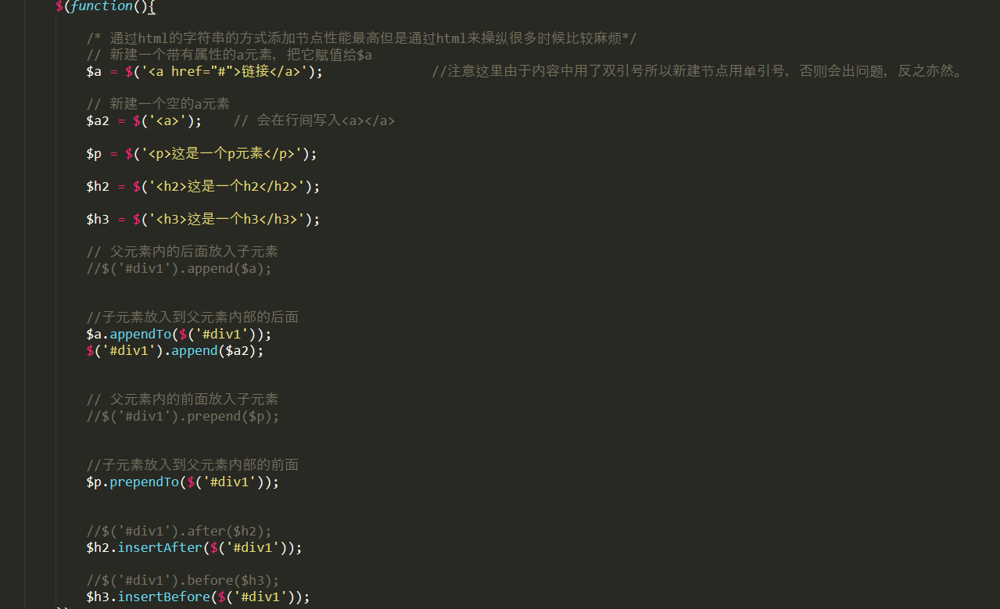 $(function(){
/* 通过html的字符串的方式添加节点性能最高但是通过html来操纵很多时候比较麻烦*/
// 新建一个带有属性的a元素，把它赋值给$a
$a = $('<a href="#">链接</a>'); //注意这里由于内容中用了双引号所以新建节点用单引号，否则会出问题，反之亦然。
// 新建一个空的a元素
$a2 = $('<a>'); // 会在行间写入<a></a>
$p = $('<p>这是一个p元素</p>');
$h2 = $('<h2>这是一个h2</h2>');
$h3 = $('<h3>这是一个h3</h3>');
// 父元素内的后面放入子元素
//$('#div1').append($a);
//子元素放入到父元素内部的后面
$a.appendTo($('#div1'));
$('#div1').append($a2);
// 父元素内的前面放入子元素
//$('#div1').prepend($p);
//子元素放入到父元素内部的前面
$p.prependTo($('#div1'));
//$('#div1').after($h2);
$h2.insertAfter($('#div1'));
//$('#div1').before($h3);
$h3.insertBefore($('#div1'));